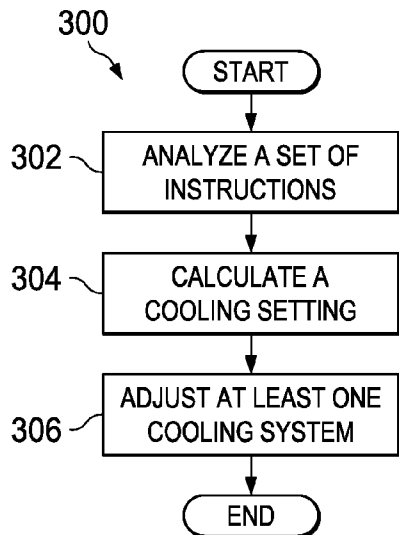 300
START
302
ANALYZE A SET OF
INSTRUCTIONS
304
CALCULATE A
COOLING SETTING
306
ADJUST AT LEAST ONE
COOLING SYSTEM
END